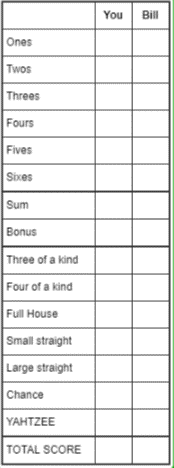 You Bill
Ones
Twos
Threes
Fours
Fives
Sixes
Sum
Bonus
Three of a kind
Four of a kind
Full House
Small straight
Large straight
Chance
YAHTZEE
TOTAL SCORE